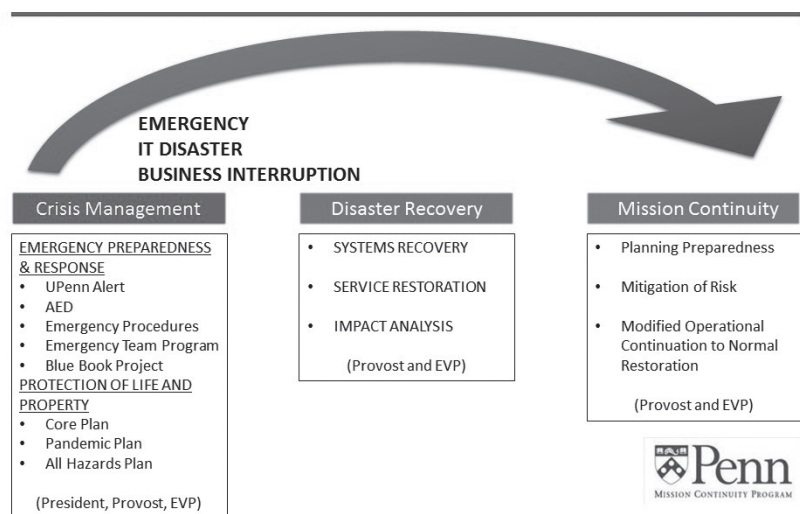 EMERGENCY
IT DISASTER
BUSINESS INTERRUPTION
Crisis Management
EMERGENCY PREPAREDNESS
& RESPONSE
• UPenn Alert
• AED
• Emergency Procedures
• Emergency Team Program
• Blue Book Project
PROTECTION OF LIFE AND
PROPERTY
• Core Plan
• Pandemic Plan
• All Hazards Plan
(President, Provost, EVP)
Disaster Recovery
• SYSTEMS RECOVERY
• SERVICE RESTORATION
• IMPACT ANALYSIS
(Provost and EVP)
Mission Continuity
• Planning Preparedness
• Mitigation of Risk
• Modified Operational
Continuation to Normal
Restoration
(Provost and EVP)
Penn
MISSION CONTINUITY PROGRAM